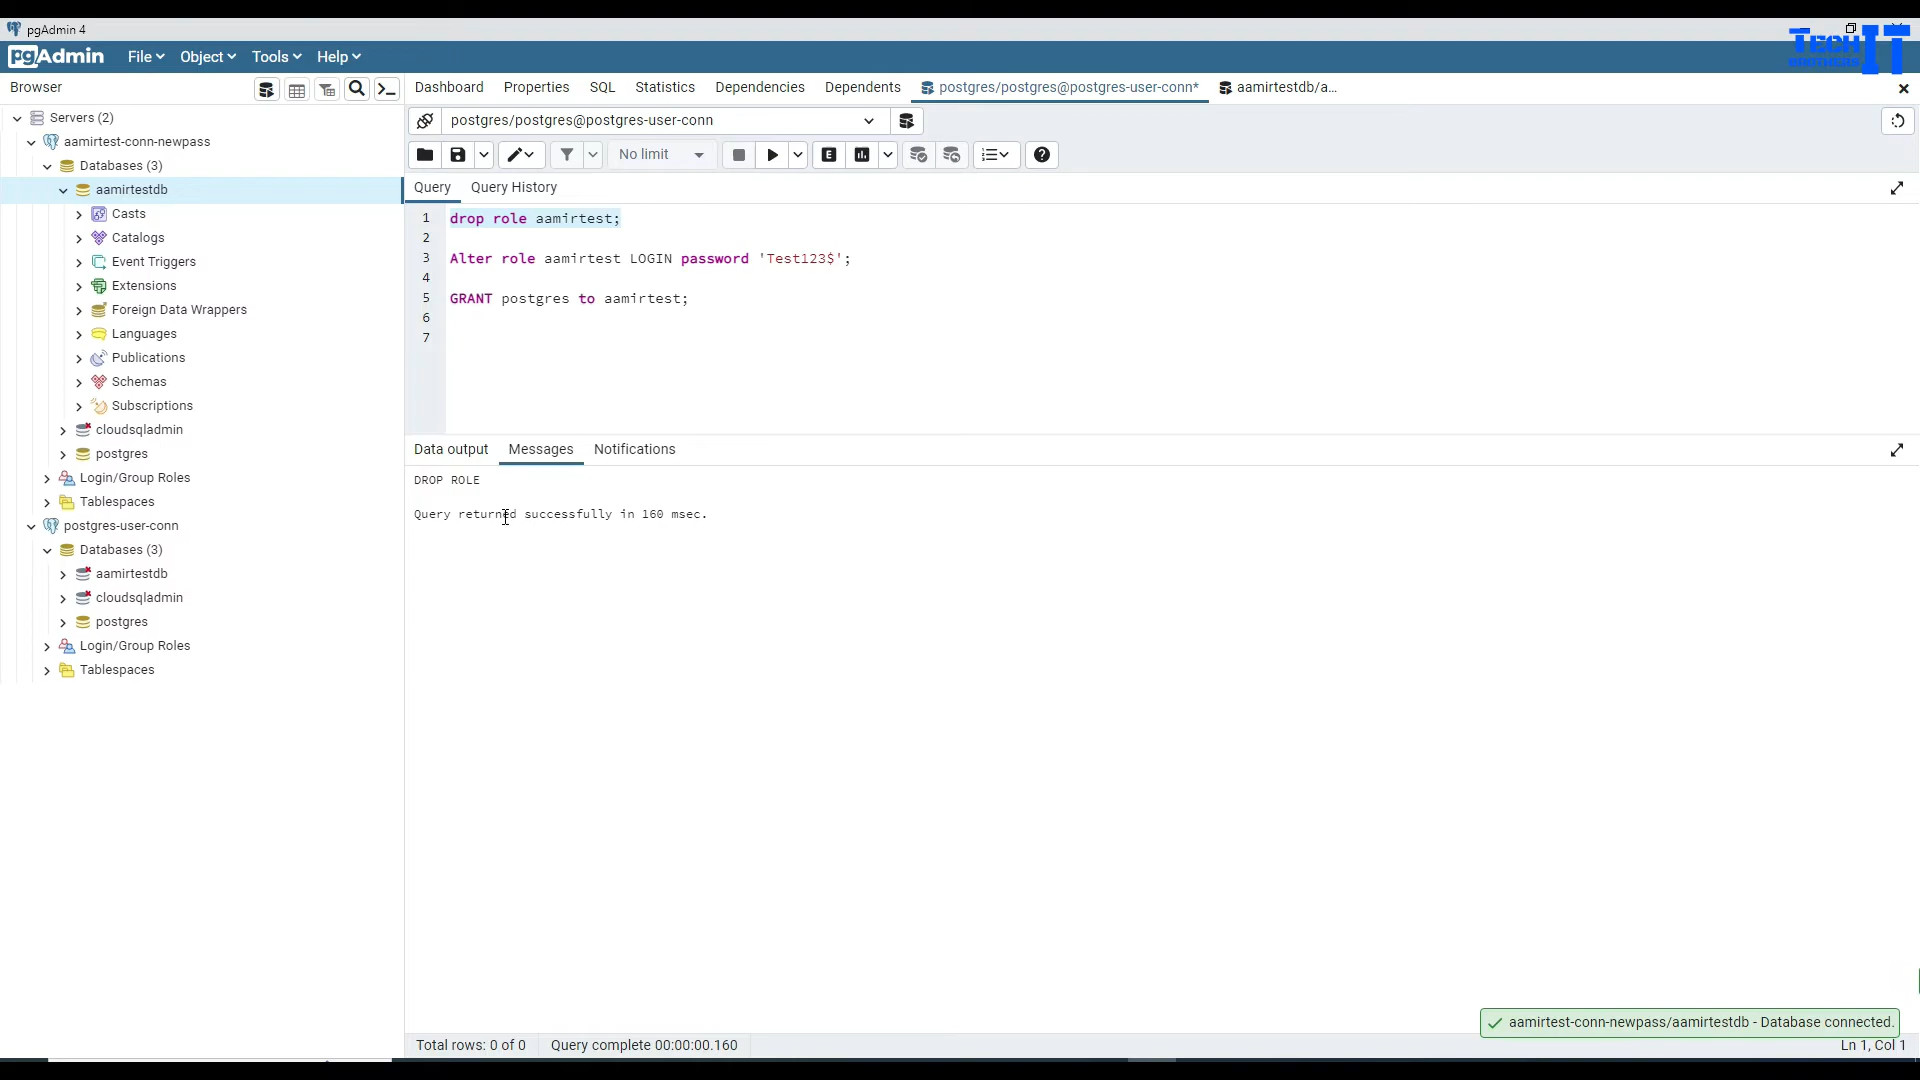 pgAdmin 4
TECH IT
BROTHERS
pgAdmin File Object Tools Help
Browser
Dashboard Properties SQL Statistics Dependencies Dependents postgres/postgres@postgres-user-conn* aamirtestdb/a...
Servers (2)
aamirtest-conn-newpass
Databases (3)
aamirtestdb
Casts
Catalogs
Event Triggers
Extensions
Foreign Data Wrappers
Languages
Publications
Schemas
Subscriptions
cloudsqladmin
postgres
Login/Group Roles
Tablespaces
postgres-user-conn
Databases (3)
aamirtestdb
cloudsqladmin
postgres
Login/Group Roles
Tablespaces
postgres/postgres@postgres-user-conn
No limit
E
Query Query History
1 drop role aamirtest;
2
3 Alter role aamirtest LOGIN password 'Test123$';
4
5 GRANT postgres to aamirtest;
6
7
Data output Messages Notifications
DROP ROLE
Query returned successfully in 160 msec.
aamirtest-conn-newpass/aamirtestdb - Database connected.
Total rows: 0 of 0 Query complete 00:00:00.160 Ln 1, Col 1